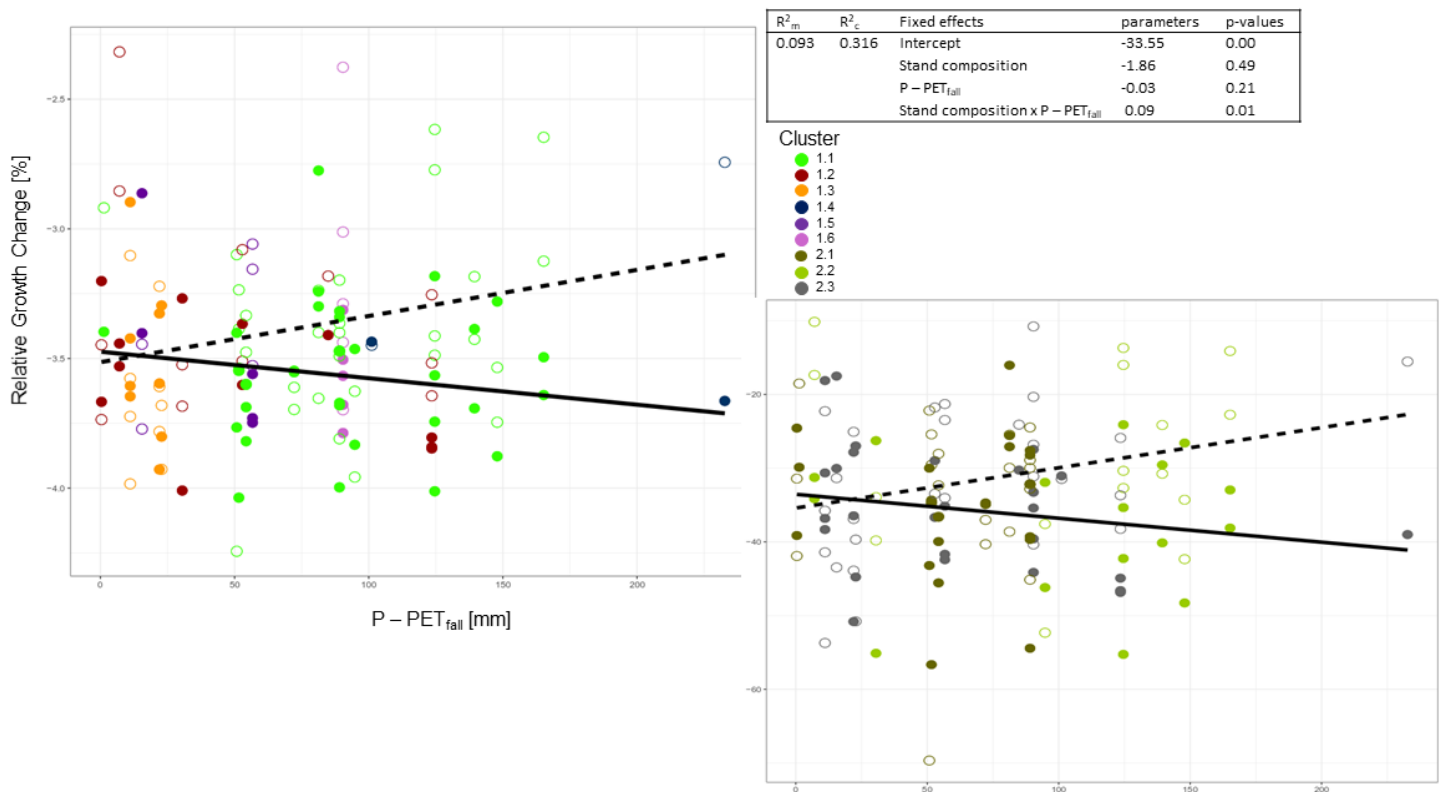 R²m R²c Fixed effects parameters p-values
0.093 0.316 Intercept -33.55 0.00
Stand composition -1.86 0.49
P – PETfall -0.03 0.21
Stand composition x P – PETfall 0.09 0.01
Cluster
1.1
1.2
1.3
1.4
1.5
1.6
2.1
2.2
2.3
Relative Growth Change [%]
−2.5
−3.0
−3.5
−4.0
0 50 100 150 200
P – PETfall [mm]
−20
−40
−60
0 50 100 150 200